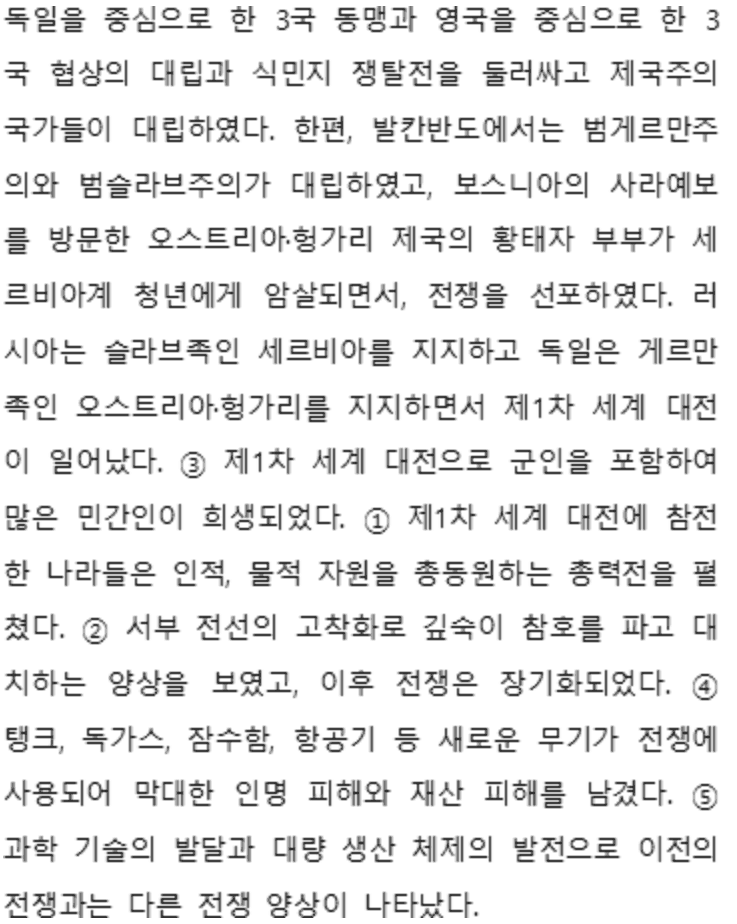 독일을 중심으로 한 3국 동맹과 영국을 중심으로 한 3
국 협상의 대립과 식민지 쟁탈전을 둘러싸고 제국주의
국가들이 대립하였다. 한편, 발칸반도에서는 범게르만주
의와 범슬라브주의가 대립하였고, 보스니아의 사라예보
를 방문한 오스트리아·헝가리 제국의 황태자 부부가 세
르비아계 청년에게 암살되면서, 전쟁을 선포하였다. 러
시아는 슬라브족인 세르비아를 지지하고 독일은 게르만
족인 오스트리아·헝가리를 지지하면서 제1차 세계 대전
이 일어났다. ③ 제1차 세계 대전으로 군인을 포함하여
많은 민간인이 희생되었다. ① 제1차 세계 대전에 참전
한 나라들은 인적, 물적 자원을 총동원하는 총력전을 펼
쳤다. ② 서부 전선의 고착화로 깊숙이 참호를 파고 대
치하는 양상을 보였고, 이후 전쟁은 장기화되었다. ④
탱크, 독가스, 잠수함, 항공기 등 새로운 무기가 전쟁에
사용되어 막대한 인명 피해와 재산 피해를 남겼다. ⑤
과학 기술의 발달과 대량 생산 체제의 발전으로 이전의
전쟁과는 다른 전쟁 양상이 나타났다.